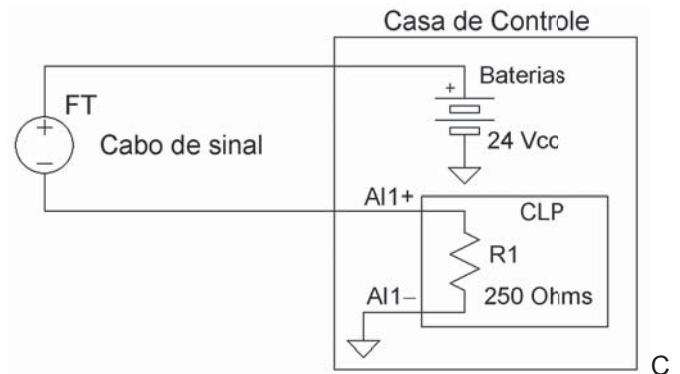 Casa de Controle
Baterias
+
24 Vcc
FT
+
−
Cabo de sinal
AI1+
CLP
R1
250 Ohms
AI1−
C